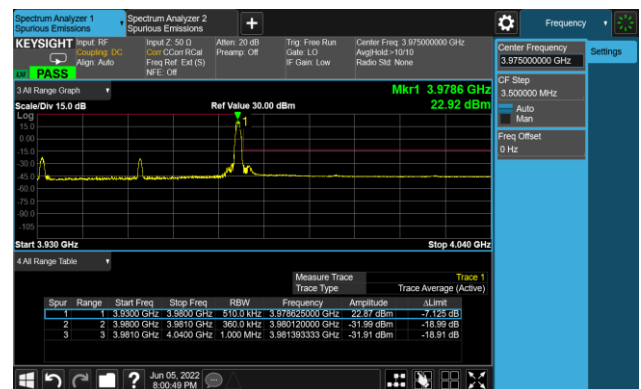 Spectrum Analyzer 1
Spurious Emissions
Spectrum Analyzer 2
Spurious Emissions
+
Frequency
KEYSIGHT
Input: RF
Coupling: DC
Align: Auto
Input Z: 50 Ω
Corr CCorr RCal
Freq Ref: Ext (S)
NFE: Off
Atten: 20 dB
Preamp: Off
Trig: Free Run
Gate: LO
IF Gain: Low
Center Freq: 3.975000000 GHz
Avg|Hold:>10/10
Radio Std: None
LXI
PASS
Center Frequency
3.975000000 GHz
Settings
CF Step
3.500000 MHz
Auto
Man
Freq Offset
0 Hz
3 All Range Graph
Mkr1 3.9786 GHz
22.92 dBm
Scale/Div 15.0 dB
Ref Value 30.00 dBm
Log
15.0
0.00
-15.0
-30.0
-45.0
-60.0
-75.0
-90.0
-105
1
Start 3.930 GHz
Stop 4.040 GHz
4 All Range Table
Measure Trace Trace 1
Trace Type Trace Average (Active)
Spur Range Start Freq Stop Freq RBW Frequency Amplitude ΔLimit
1 1 3.9300 GHz 3.9800 GHz 510.0 kHz 3.978625000 GHz 22.87 dBm -7.125 dB
2 2 3.9800 GHz 3.9810 GHz 360.0 kHz 3.980120000 GHz -31.99 dBm -18.99 dB
3 3 3.9810 GHz 4.0400 GHz 1.000 MHz 3.981393333 GHz -31.91 dBm -18.91 dB
?
Jun 05, 2022
8:00:49 PM